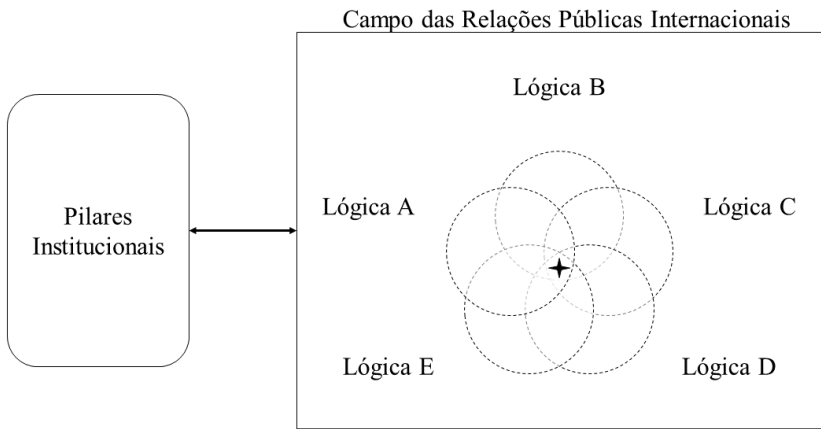 Campo das Relações Públicas Internacionais
Lógica B
Lógica A
Lógica C
Pilares
Institucionais
Lógica E
Lógica D